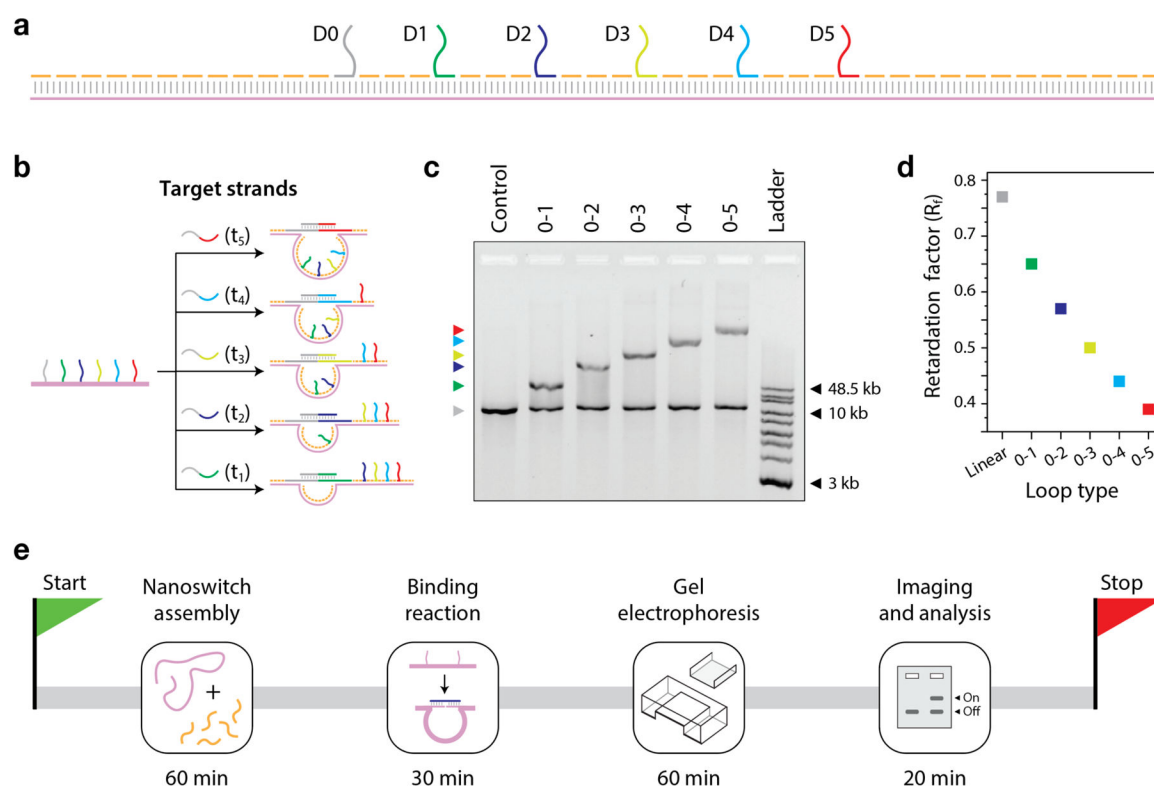 a
D0 D1 D2 D3 D4 D5
b
Target strands
(t5)
(t4)
(t3)
(t2)
(t1)
c
Control 0-1 0-2 0-3 0-4 0-5 Ladder
48.5 kb
10 kb
3 kb
d
Retardation factor (Rf)
0.8
0.7
0.6
0.5
0.4
Linear 0-1 0-2 0-3 0-4 0-5
Loop type
e
Start
Nanoswitch
assembly
+
60 min
Binding
reaction
30 min
Gel
electrophoresis
60 min
Imaging
and analysis
On
Off
20 min
Stop